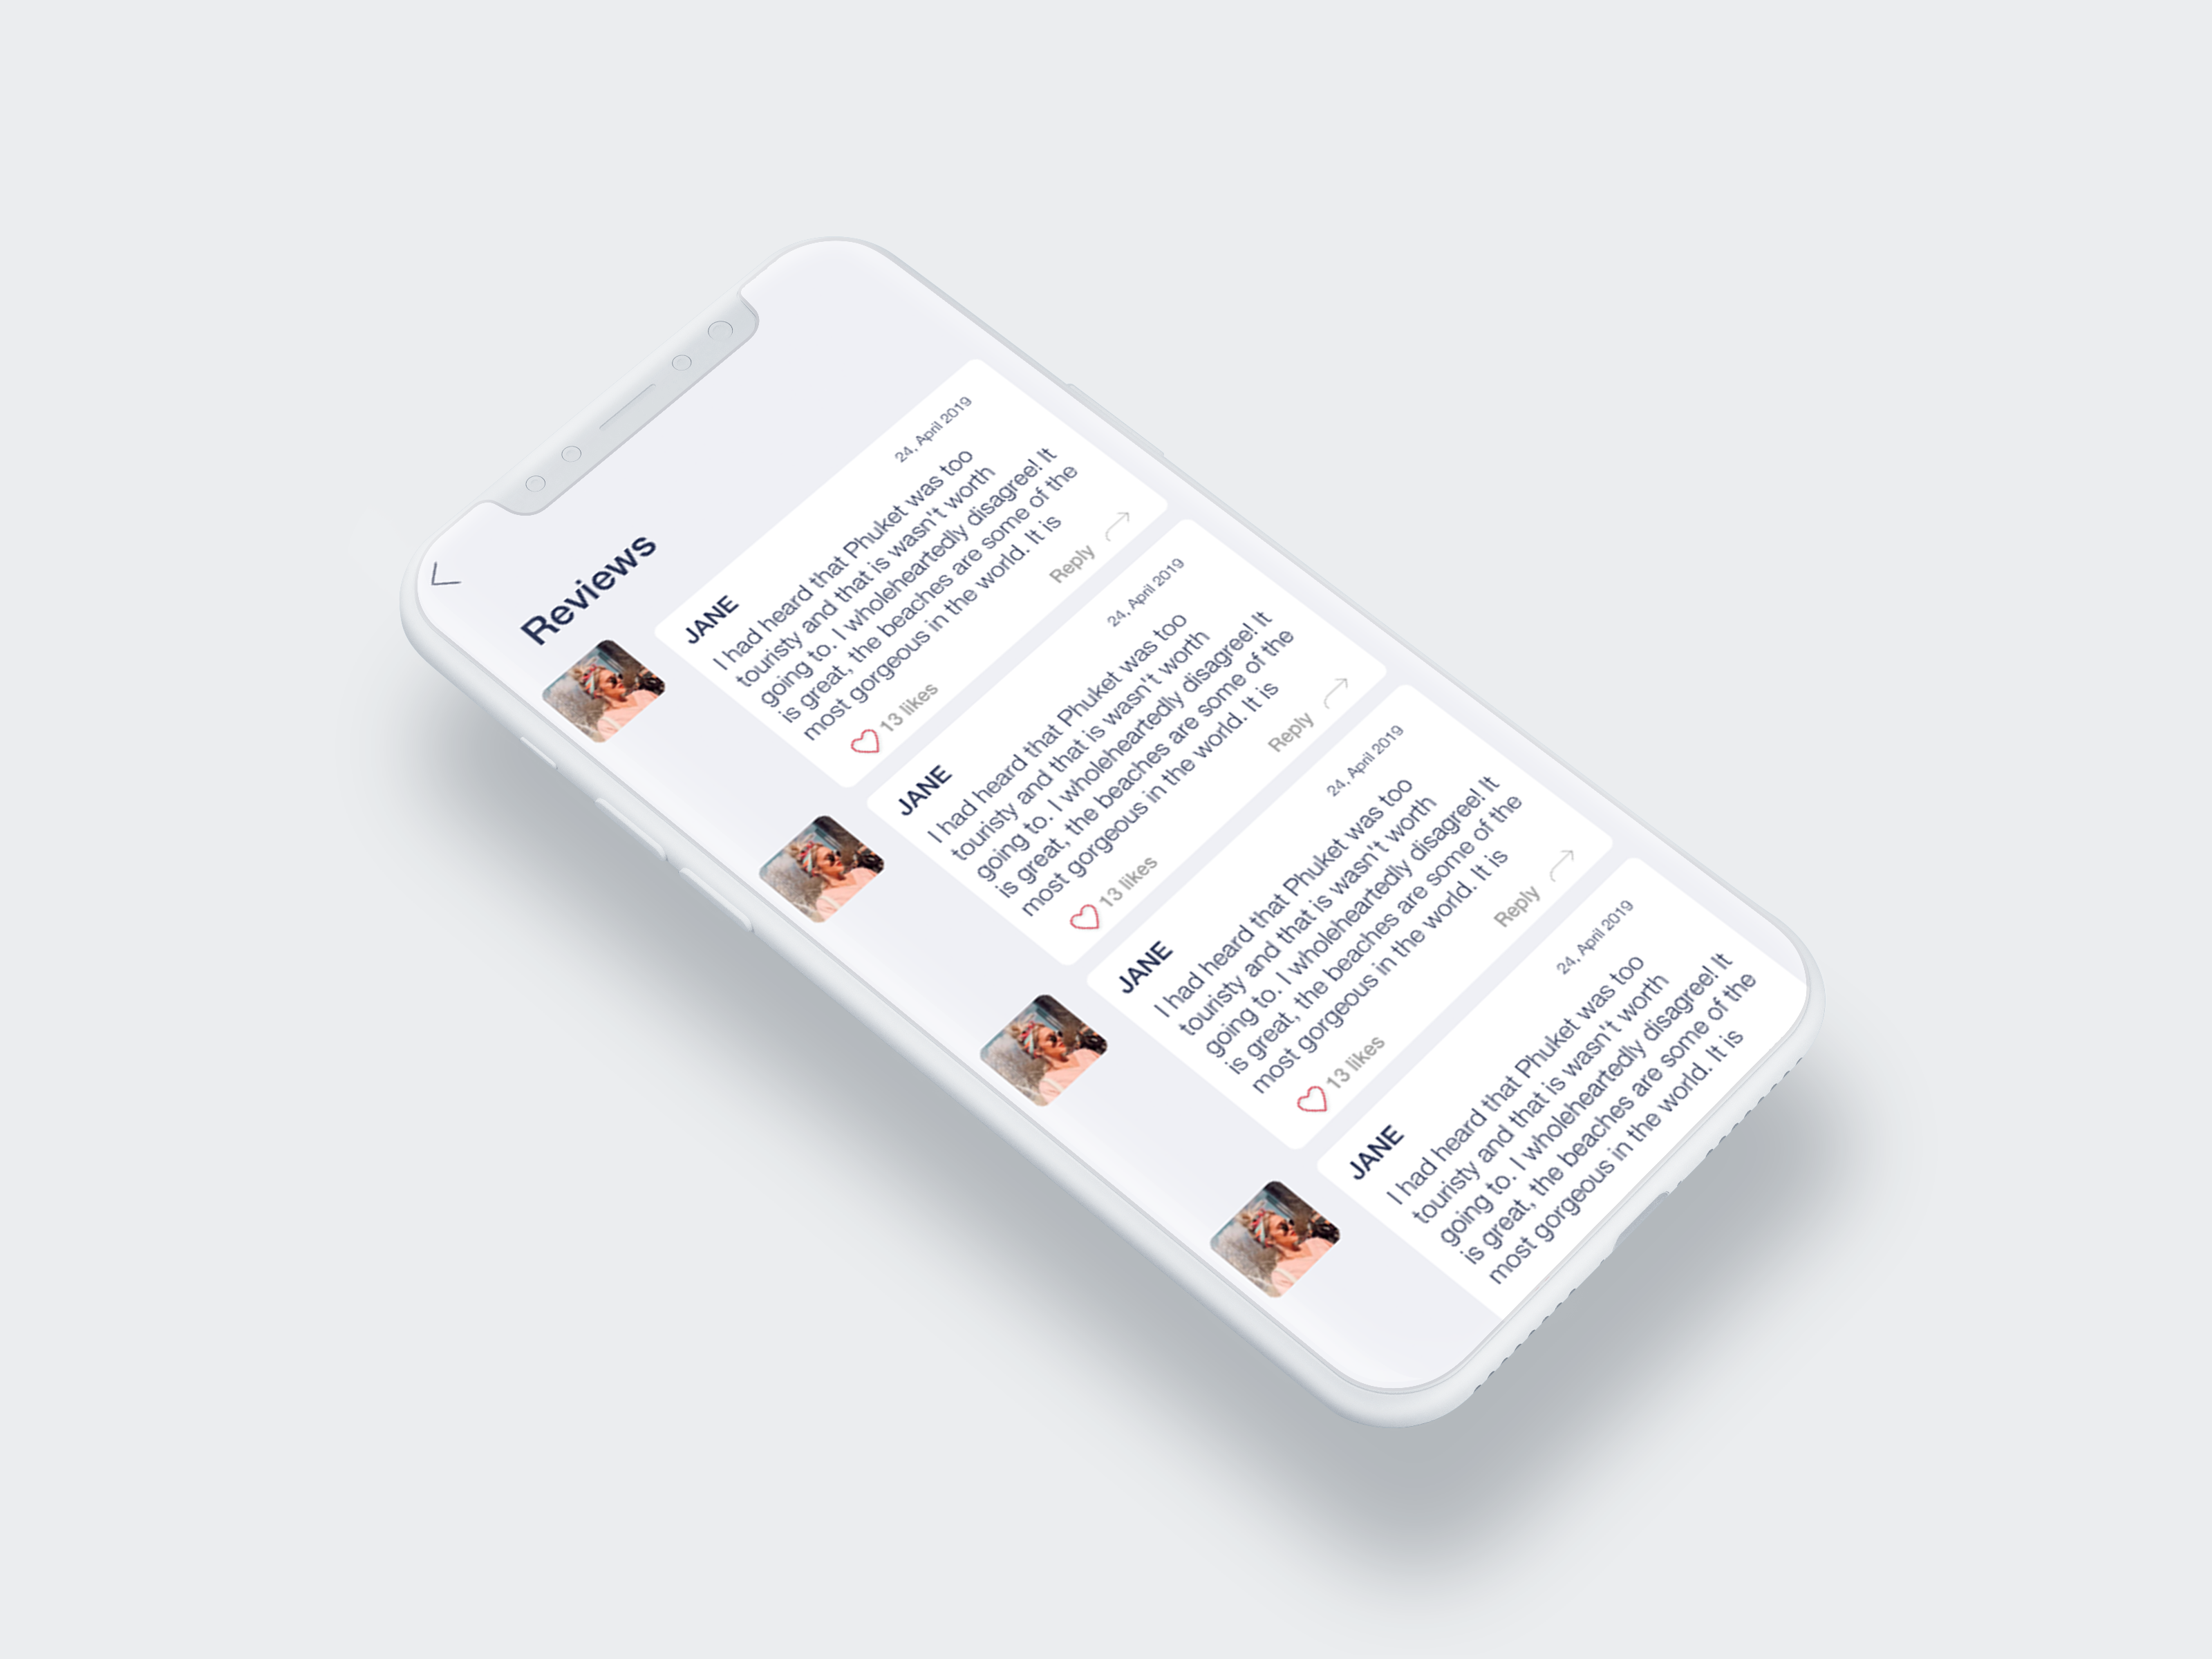 Reviews
JANE
24, April 2019
I had heard that Phuket was too
touristy and that is wasn't worth
going to. I wholeheartedly disagree! It
is great, the beaches are some of the
most gorgeous in the world. It is
13 likes
Reply
JANE
24, April 2019
I had heard that Phuket was too
touristy and that is wasn't worth
going to. I wholeheartedly disagree! It
is great, the beaches are some of the
most gorgeous in the world. It is
13 likes
Reply
JANE
24, April 2019
I had heard that Phuket was too
touristy and that is wasn't worth
going to. I wholeheartedly disagree! It
is great, the beaches are some of the
most gorgeous in the world. It is
13 likes
Reply
JANE
24, April 2019
I had heard that Phuket was too
touristy and that is wasn't worth
going to. I wholeheartedly disagree! It
is great, the beaches are some of the
most gorgeous in the world. It is